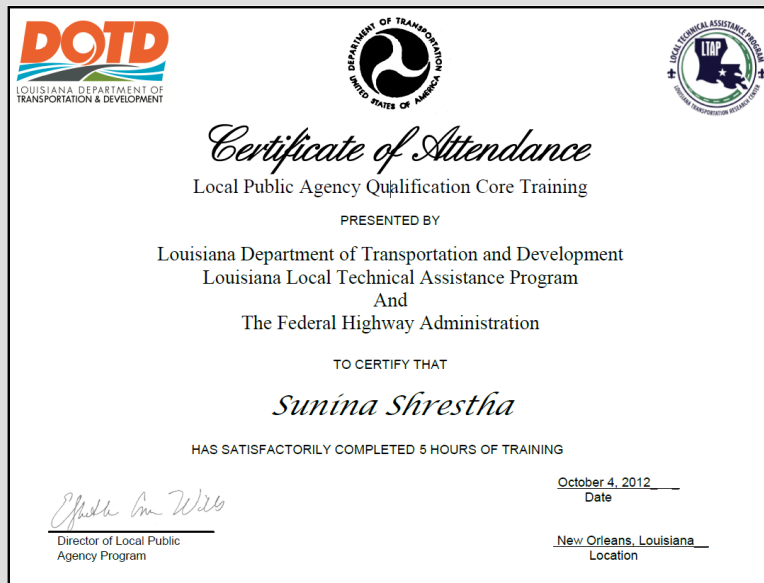 DOTD
LOUISIANA DEPARTMENT OF
TRANSPORTATION & DEVELOPMENT
DEPARTMENT OF TRANSPORTATION
UNITED STATES OF AMERICA
LOCAL TECHNICAL ASSISTANCE PROGRAM
LTAP
LOUISIANA TRANSPORTATION RESEARCH CENTER
Certificate of Attendance
Local Public Agency Qualification Core Training
PRESENTED BY
Louisiana Department of Transportation and Development
Louisiana Local Technical Assistance Program
And
The Federal Highway Administration
TO CERTIFY THAT
Sunina Shrestha
HAS SATISFACTORILY COMPLETED 5 HOURS OF TRAINING
October 4, 2012
Date
Director of Local Public
Agency Program
New Orleans, Louisiana
Location